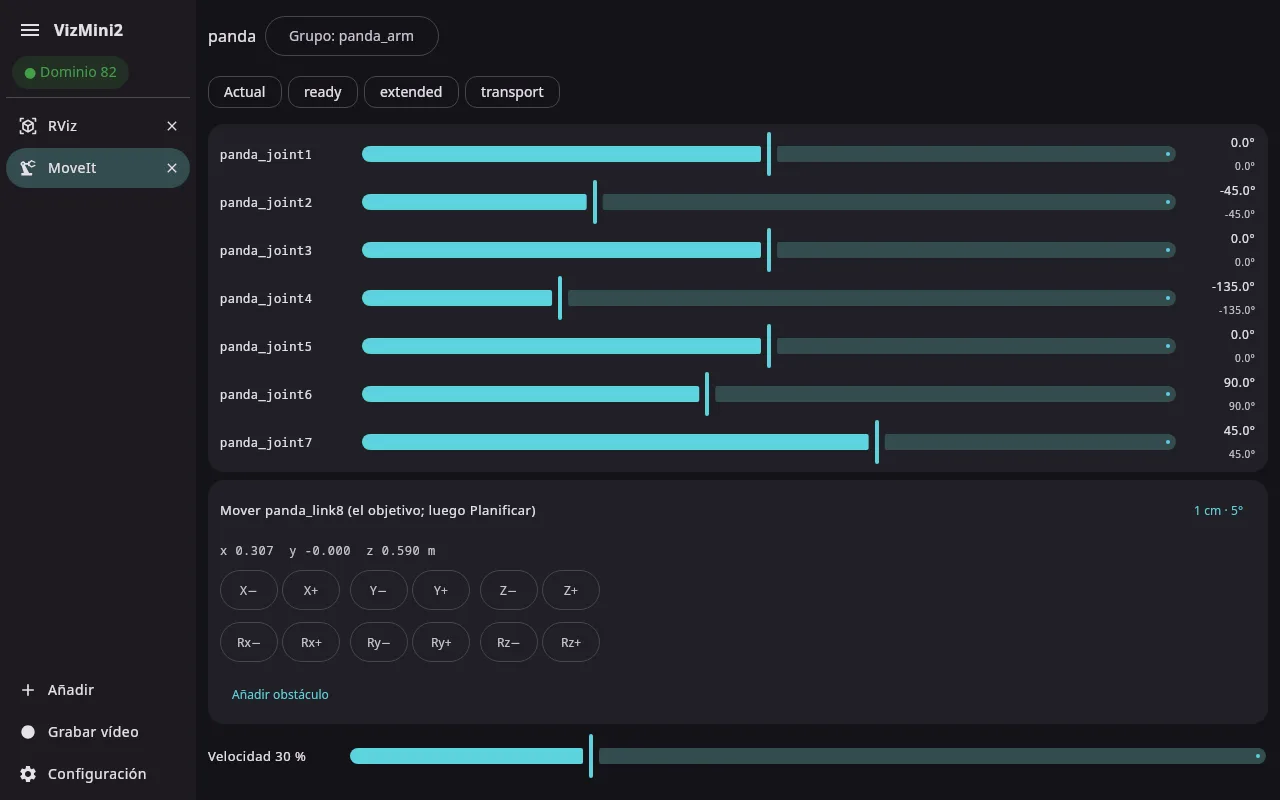 VizMini2
Dominio 82
RViz
MoveIt
Añadir
Grabar vídeo
Configuración
panda
Grupo: panda_arm
Actual ready extended transport
panda_joint1 0.0°
0.0°
panda_joint2 -45.0°
-45.0°
panda_joint3 0.0°
0.0°
panda_joint4 -135.0°
-135.0°
panda_joint5 0.0°
0.0°
panda_joint6 90.0°
90.0°
panda_joint7 45.0°
45.0°
Mover panda_link8 (el objetivo; luego Planificar) 1 cm · 5°
x 0.307 y -0.000 z 0.590 m
X− X+ Y− Y+ Z− Z+
Rx− Rx+ Ry− Ry+ Rz− Rz+
Añadir obstáculo
Velocidad 30 %